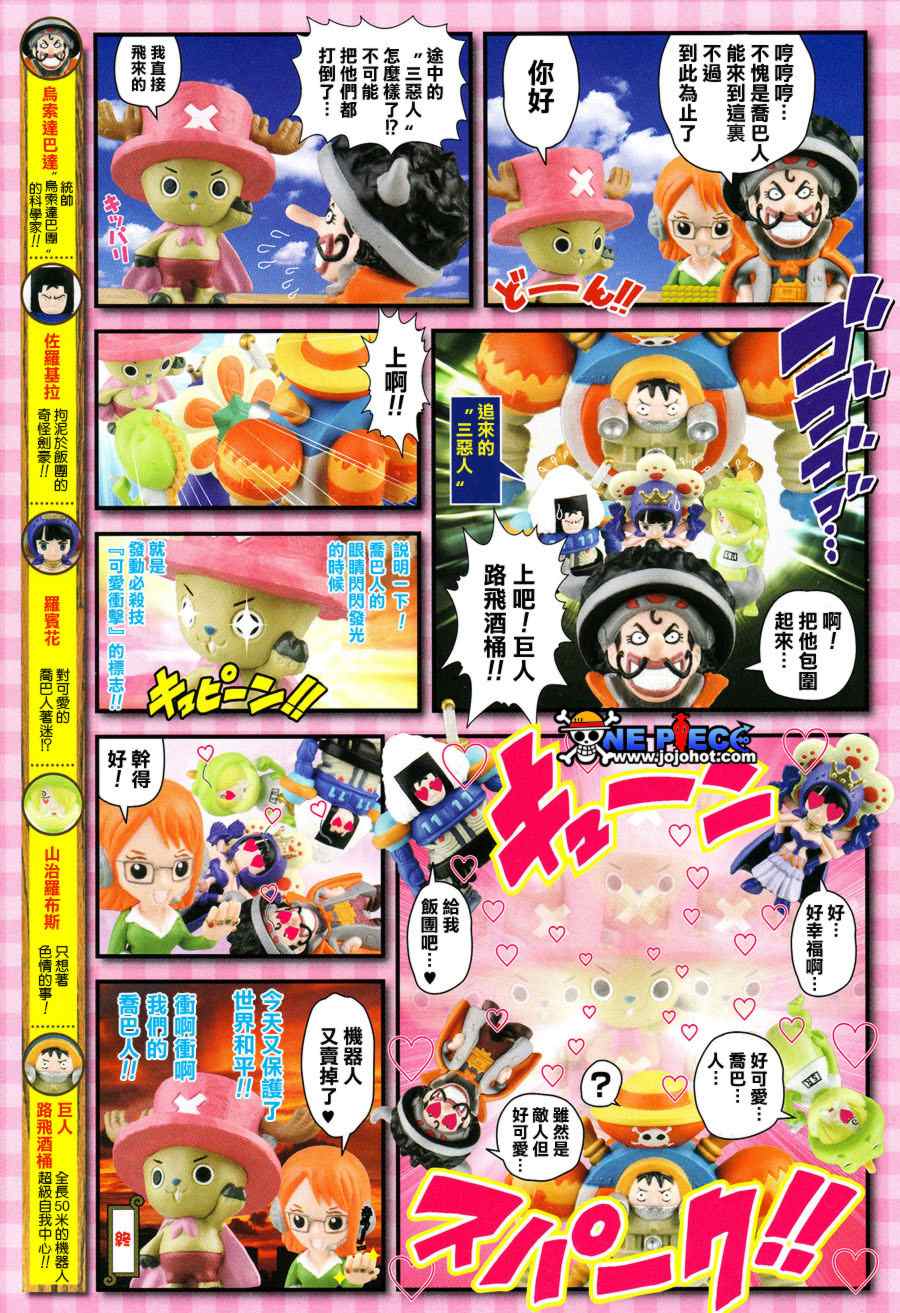 哼哼哼…
不愧是喬巴人
能來到這裏
不過
到此為止了
你好
どーーん!!
途中的
"三惡人"
怎麼樣了!?
不可能
把他們都
打倒了…
我直接
飛來的
キッパリ
ゴゴゴゴ…
追來的
"三惡人"
啊！
把他包圍
起來…
上吧！巨人
路飛酒桶!!
上啊!!
說明一下！
喬巴人的
眼睛閃閃發光
的時候
就是
發動必殺技
『可愛衝擊』的標志!!
キュピーン!!
ONE PIECE
www.jojohot.com
キューーン
好…
好幸福啊…
給我
飯團吧…♥
好可愛…
喬巴…
人…
?
雖然是
敵人但
好可愛…
スパーク!!
幹得
好！
機器人
又賣掉了♥
今天又保護了
世界和平!!
衝啊衝啊
我們的
喬巴人!!
終
烏索達巴達
統帥
"烏索達巴團"
的科學家!!
佐羅基拉
拘泥於飯團的
奇怪劍豪!!
羅賓花
對可愛的
喬巴人著迷!?
山治羅布斯
只想著
色情的事！
巨人
路飛酒桶
全長50米的機器人
超級自我中心!!